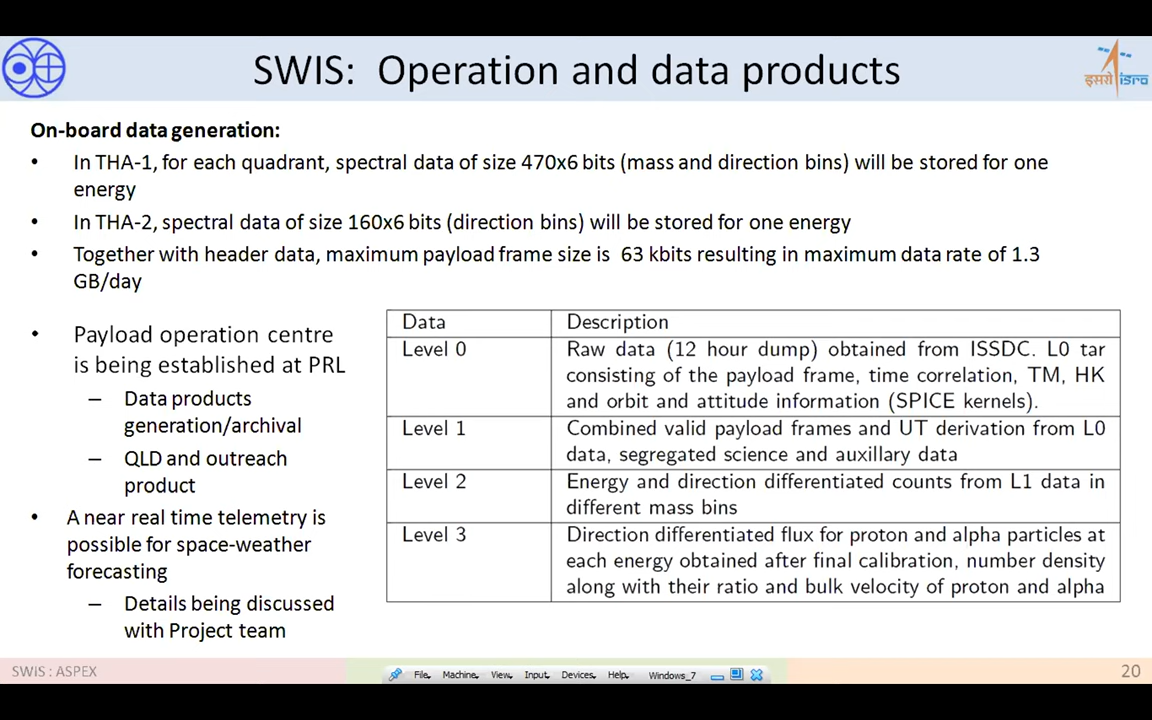 SWIS: Operation and data products
इसरो isro
On-board data generation:
• In THA-1, for each quadrant, spectral data of size 470x6 bits (mass and direction bins) will be stored for one
energy
• In THA-2, spectral data of size 160x6 bits (direction bins) will be stored for one energy
• Together with header data, maximum payload frame size is 63 kbits resulting in maximum data rate of 1.3
GB/day
• Payload operation centre
is being established at PRL
– Data products
generation/archival
– QLD and outreach
product
• A near real time telemetry is
possible for space-weather
forecasting
– Details being discussed
with Project team
Data Description
Level 0 Raw data (12 hour dump) obtained from ISSDC. L0 tar
consisting of the payload frame, time correlation, TM, HK
and orbit and attitude information (SPICE kernels).
Level 1 Combined valid payload frames and UT derivation from L0
data, segregated science and auxillary data
Level 2 Energy and direction differentiated counts from L1 data in
different mass bins
Level 3 Direction differentiated flux for proton and alpha particles at
each energy obtained after final calibration, number density
along with their ratio and bulk velocity of proton and alpha
SWIS : ASPEX
File Machine View Input Devices Help Windows_7
20